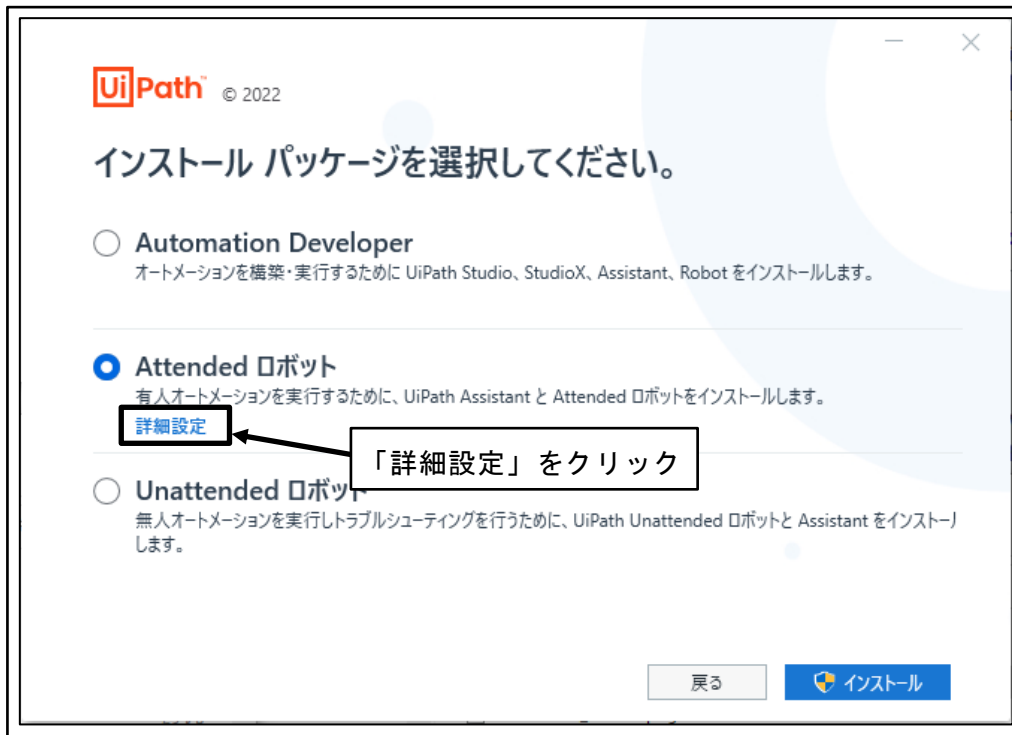 UiPath™ © 2022
インストール パッケージを選択してください。
Automation Developer
オートメーションを構築・実行するために UiPath Studio、StudioX、Assistant、Robot をインストールします。
Attended ロボット
有人オートメーションを実行するために、UiPath Assistant と Attended ロボットをインストールします。
詳細設定
「詳細設定」をクリック
Unattended ロボット
無人オートメーションを実行しトラブルシューティングを行うために、UiPath Unattended ロボットと Assistant をインストール
します。
戻る
インストール